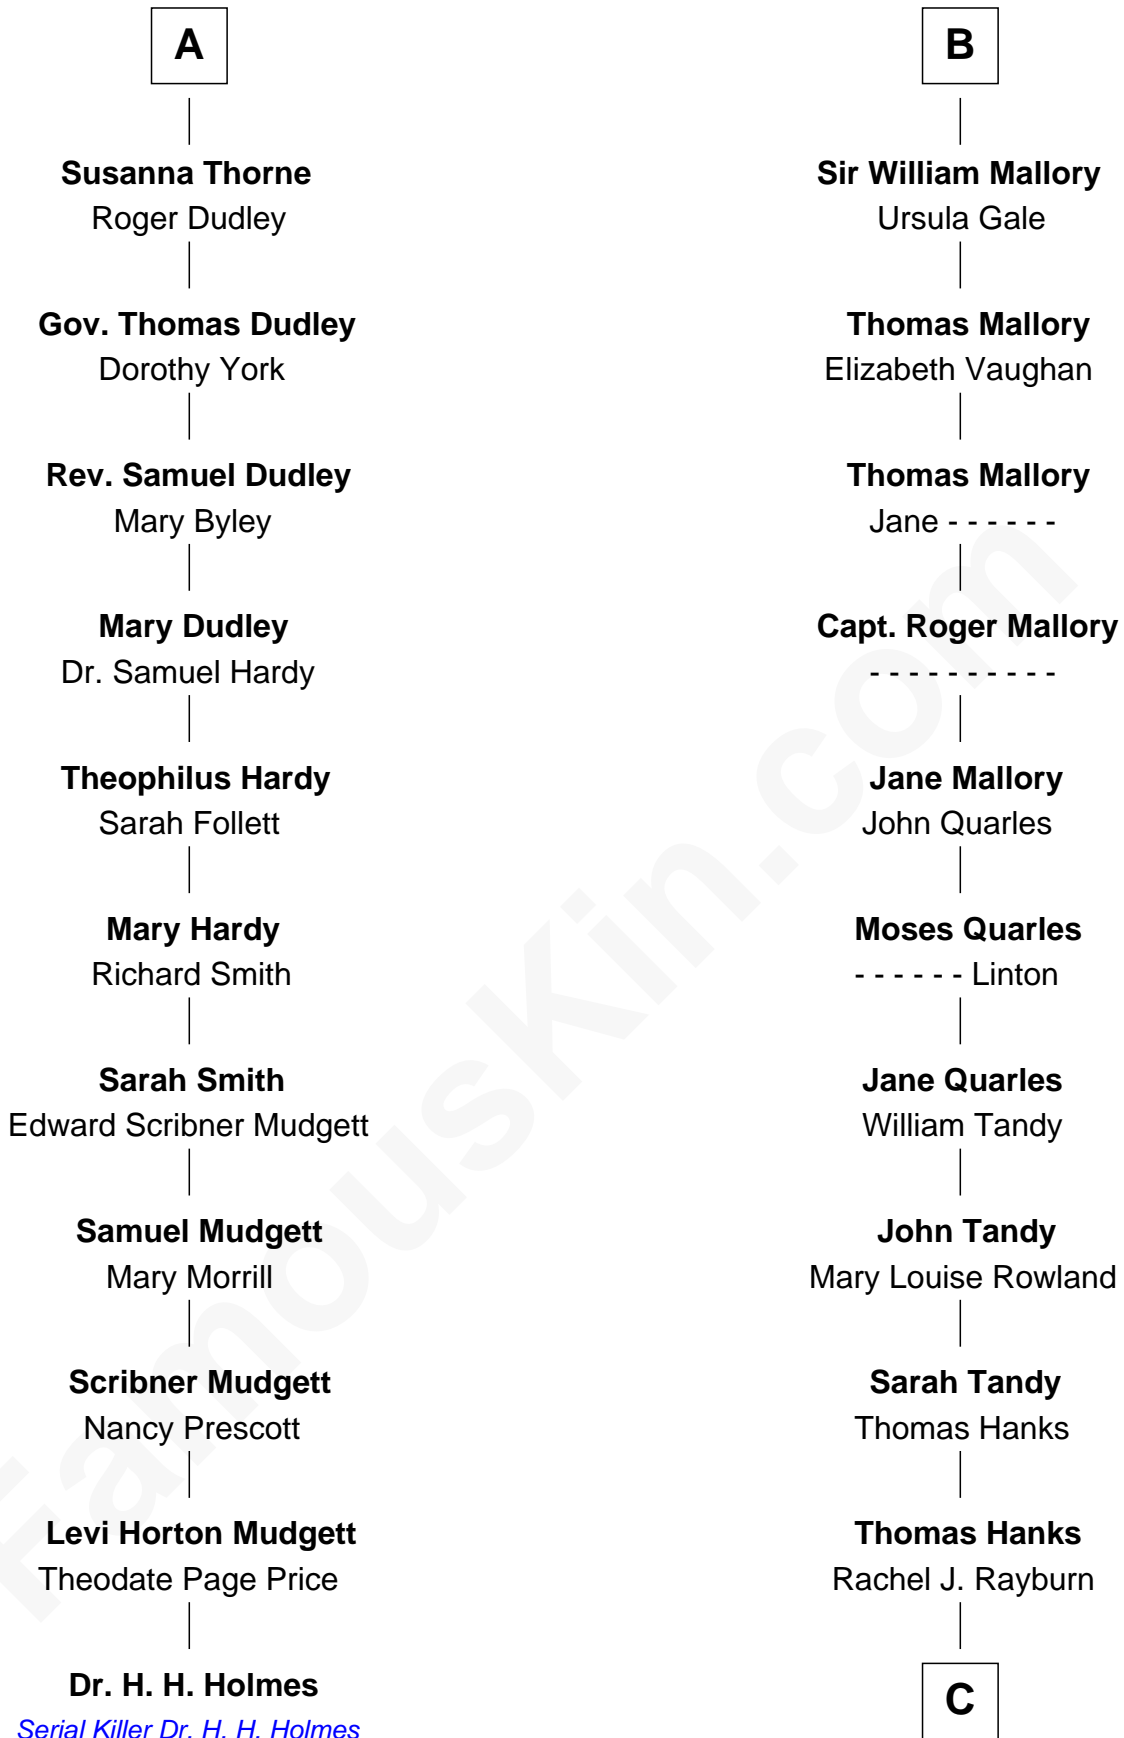 A
Susanna Thorne
Roger Dudley
Gov. Thomas Dudley
Dorothy York
Rev. Samuel Dudley
Mary Byley
Mary Dudley
Dr. Samuel Hardy
Theophilus Hardy
Sarah Follett
Mary Hardy
Richard Smith
Sarah Smith
Edward Scribner Mudgett
Samuel Mudgett
Mary Morrill
Scribner Mudgett
Nancy Prescott
Levi Horton Mudgett
Theodate Page Price
Dr. H. H. Holmes
Serial Killer Dr. H. H. Holmes
B
Sir William Mallory
Ursula Gale
Thomas Mallory
Elizabeth Vaughan
Thomas Mallory
Jane - - - - - -
Capt. Roger Mallory
- - - - - - - - - -
Jane Mallory
John Quarles
Moses Quarles
- - - - - - Linton
Jane Quarles
William Tandy
John Tandy
Mary Louise Rowland
Sarah Tandy
Thomas Hanks
Thomas Hanks
Rachel J. Rayburn
C
FamousKin.com